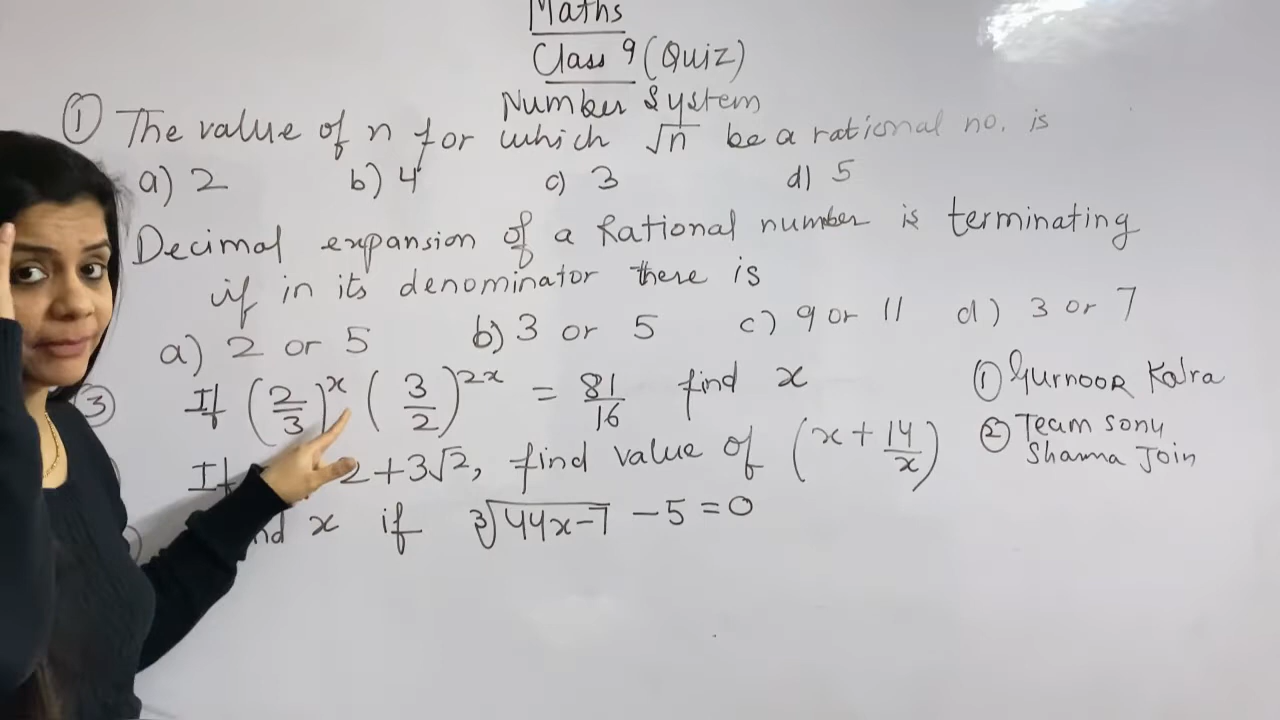 Maths
Class 9 (Quiz)
Number System
① The value of n for which √n be a rational no. is
a) 2 b) 4 c) 3 d) 5
Decimal expansion of a Rational number is terminating
if in its denominator there is
a) 2 or 5 b) 3 or 5 c) 9 or 11 d) 3 or 7
3 If (2/3)^x (3/2)^2x = 81/16 find x
① Gurnoor Kalra
If 2+3√2, find value of (x + 14/x)
② Team Sony
Sharma Join
nd x if ∛(44x-7) - 5 = 0